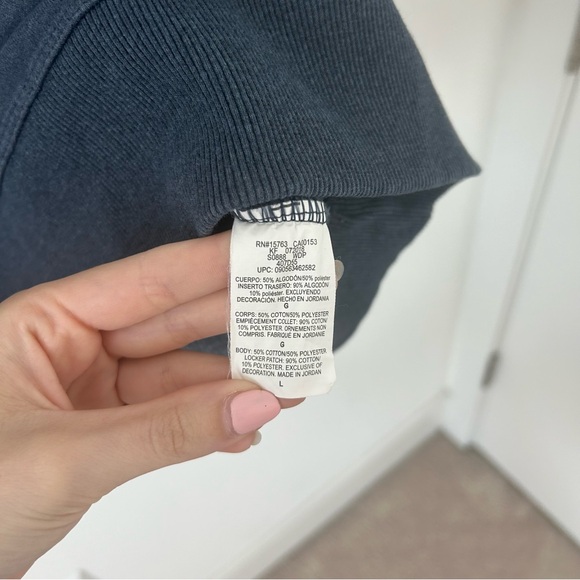 RN#15763 CA00153
KF 072078
S0888 WDP
407D55
UPC: 090563462582
CUERPO: 50% ALGODÓN/50% poliéster
INSERTO TRASERO: 90% ALGODÓN
10% poliéster. EXCLUYENDO
DECORACIÓN. HECHO EN JORDANIA
G
CORPS: 50% COTON/50% POLYESTER
EMPIÈCEMENT COLLET: 90% COTON/
10% POLYESTER. ORNEMENTS NON
COMPRIS. FABRIQUÉ EN JORDANIE
G
BODY: 50% COTTON/50% POLYESTER
LOCKER PATCH: 90% COTTON/
10% POLYESTER. EXCLUSIVE OF
DECORATION. MADE IN JORDAN
L